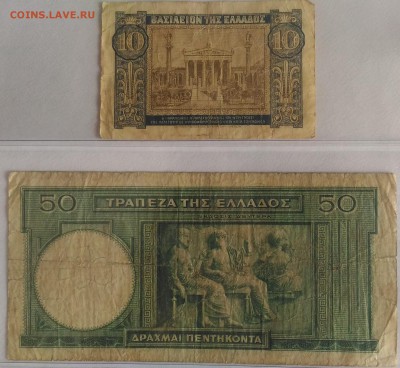 COINS.LAVE.RU
ΒΑΣΙΛΕΙΟΝ ΤΗΣ ΕΛΛΑΔΟΣ
10 10
50 ΤΡΑΠΕΖΑ ΤΗΣ ΕΛΛΑΔΟΣ 50
ΔΡΑΧΜΑΙ ΠΕΝΤΗΚΟΝΤΑ